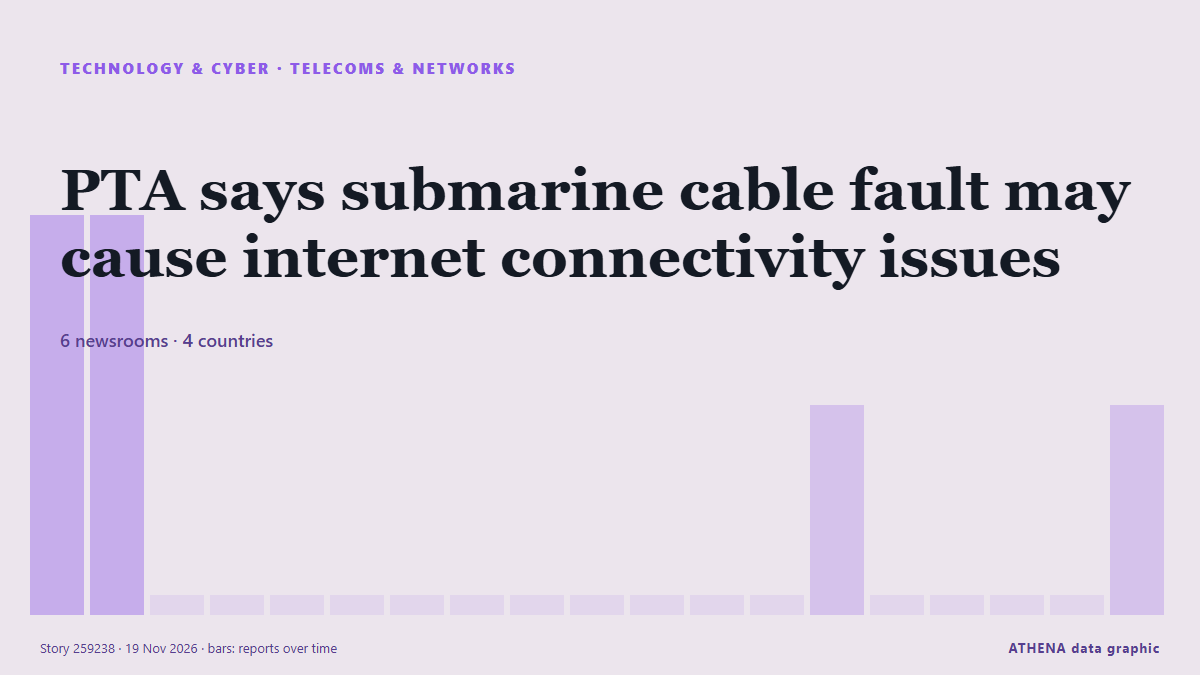 TECHNOLOGY & CYBER · TELECOMS & NETWORKS
PTA says submarine cable fault may
cause internet connectivity issues
6 newsrooms · 4 countries
Story 259238 · 19 Nov 2026 · bars: reports over time
ATHENA data graphic